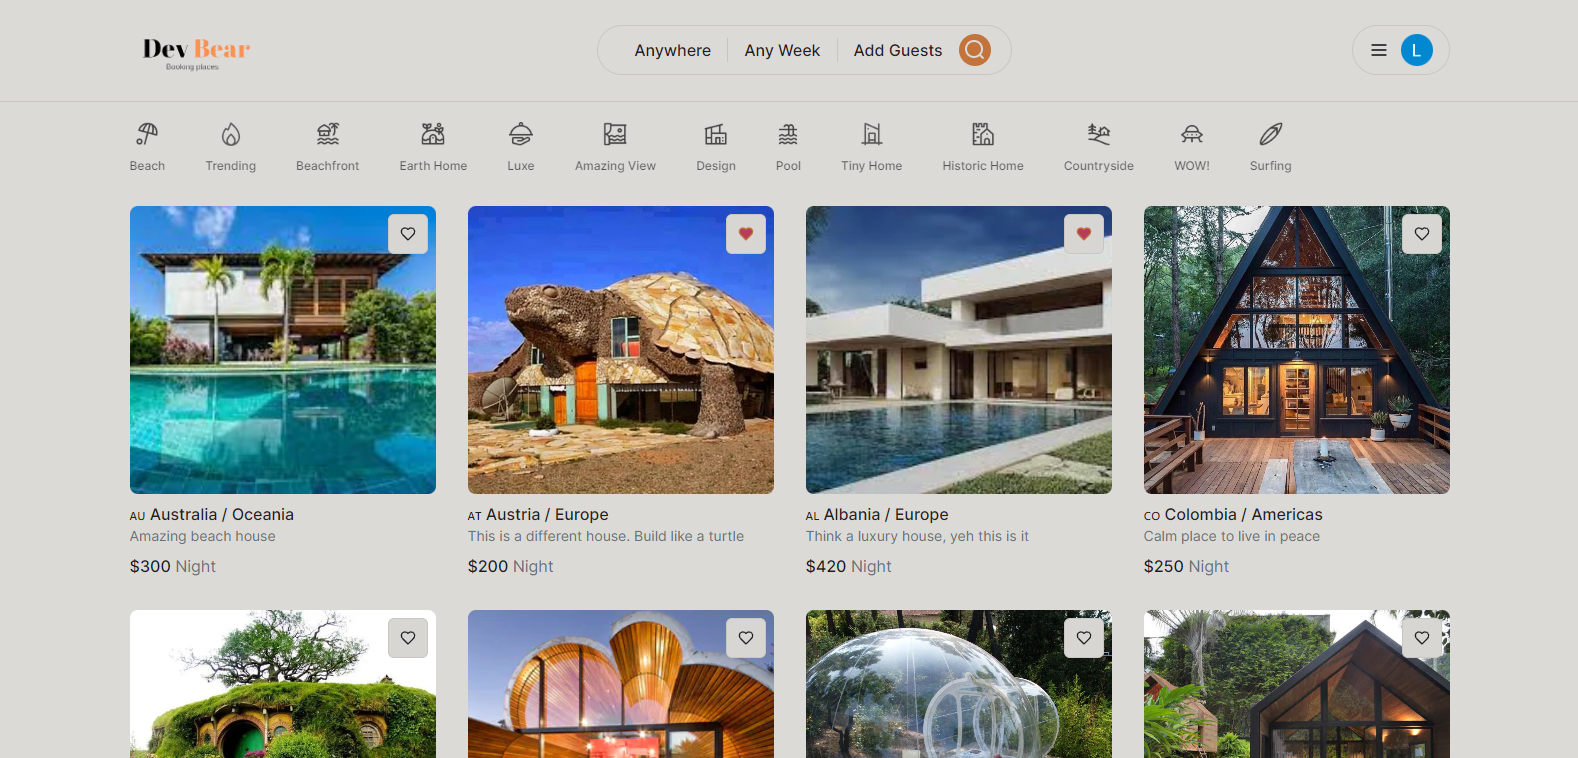 Dev Bear
Booking places
Anywhere
Any Week
Add Guests
L
Beach
Trending
Beachfront
Earth Home
Luxe
Amazing View
Design
Pool
Tiny Home
Historic Home
Countryside
WOW!
Surfing
AU Australia / Oceania
Amazing beach house
$300 Night
AT Austria / Europe
This is a different house. Build like a turtle
$200 Night
AL Albania / Europe
Think a luxury house, yeh this is it
$420 Night
CO Colombia / Americas
Calm place to live in peace
$250 Night